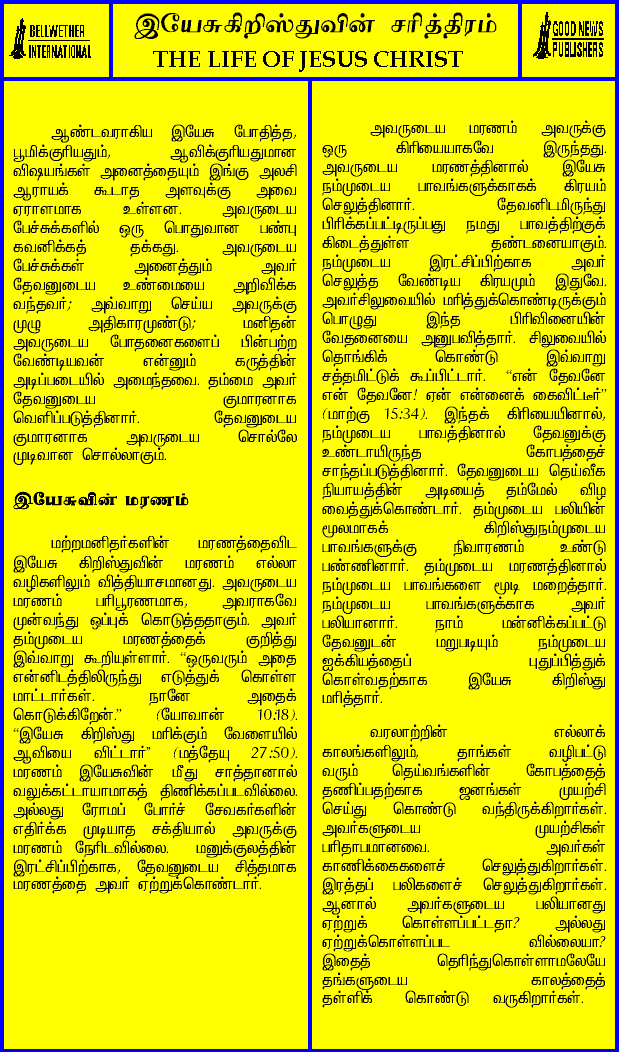 BELLWETHER
INTERNATIONAL
இயேசுகிறிஸ்துவின் சரித்திரம்
THE LIFE OF JESUS CHRIST
GOOD NEWS
PUBLISHERS
ஆண்டவராகிய இயேசு போதித்த,
பூமிக்குரியதும், ஆவிக்குரியதுமான
விஷயங்கள் அனைத்தையும் இங்கு அலசி
ஆராயக் கூடாத அளவுக்கு அவை
ஏராளமாக உள்ளன. அவருடைய
பேச்சுக்களில் ஒரு பொதுவான பண்பு
கவனிக்கத் தக்கது. அவருடைய
பேச்சுக்கள் அனைத்தும் அவர்
தேவனுடைய உண்மையை அறிவிக்க
வந்தவர்; அவ்வாறு செய்ய அவருக்கு
முழு அதிகாரமுண்டு; மனிதன்
அவருடைய போதனைகளைப் பின்பற்ற
வேண்டியவன் என்னும் கருத்தின்
அடிப்படையில் அமைந்தவை. தம்மை அவர்
தேவனுடைய குமாரனாக
வெளிப்படுத்தினார். தேவனுடைய
குமாரனாக அவருடைய சொல்லே
முடிவான சொல்லாகும்.
இயேசுவின் மரணம்
மற்றமனிதர்களின் மரணத்தைவிட
இயேசு கிறிஸ்துவின் மரணம் எல்லா
வழிகளிலும் வித்தியாசமானது. அவருடைய
மரணம் பரிபூரணமாக, அவராகவே
முன்வந்து ஒப்புக் கொடுத்ததாகும். அவர்
தம்முடைய மரணத்தைக் குறித்து
இவ்வாறு கூறியுள்ளார். “ஒருவரும் அதை
என்னிடத்திலிருந்து எடுத்துக் கொள்ள
மாட்டார்கள். நானே அதைக்
கொடுக்கிறேன்.” (யோவான் 10:18).
“இயேசு கிறிஸ்து மரிக்கும் வேளையில்
ஆவியை விட்டார்” (மத்தேயு 27:50).
மரணம் இயேசுவின் மீது சாத்தானால்
வலுக்கட்டாயாமாகத் திணிக்கப்படவில்லை.
அல்லது ரோமப் போர்ச் சேவகர்களின்
எதிர்க்க முடியாத சக்தியால் அவருக்கு
மரணம் நேரிடவில்லை. மனுக்குலத்தின்
இரட்சிப்பிற்காக, தேவனுடைய சித்தமாக
மரணத்தை அவர் ஏற்றுக்கொண்டார்.
அவருடைய மரணம் அவருக்கு
ஒரு கிரியையாகவே இருந்தது.
அவருடைய மரணத்தினால் இயேசு
நம்முடைய பாவங்களுக்காகக் கிரயம்
செலுத்தினார். தேவனிடமிருந்து
பிரிக்கப்பட்டிருப்பது நமது பாவத்திற்குக்
கிடைத்துள்ள தண்டனையாகும்.
நம்முடைய இரட்சிப்பிற்காக அவர்
செலுத்த வேண்டிய கிரயமும் இதுவே.
அவர்சிலுவையில் மரித்துக்கொண்டிருக்கும்
பொழுது இந்த பிரிவினையின்
வேதனையை அனுபவித்தார். சிலுவையில்
தொங்கிக் கொண்டு இவ்வாறு
சத்தமிட்டுக் கூப்பிட்டார். “என் தேவனே
என் தேவனே! ஏன் என்னைக் கைவிட்டீர்”
(மாற்கு 15:34). இந்தக் கிரியையினால்,
நம்முடைய பாவத்தினால் தேவனுக்கு
உண்டாயிருந்த கோபத்தைச்
சாந்தப்படுத்தினார். தேவனுடைய தெய்வீக
நியாயத்தின் அடியைத் தம்மேல் விழ
வைத்துக்கொண்டார். தம்முடைய பலியின்
மூலமாகக் கிறிஸ்துநம்முடைய
பாவங்களுக்கு நிவாரணம் உண்டு
பண்ணினார். தம்முடைய மரணத்தினால்
நம்முடைய பாவங்களை மூடி மறைத்தார்.
நம்முடைய பாவங்களுக்காக அவர்
பலியானார். நாம் மன்னிக்கப்பட்டு
தேவனுடன் மறுபடியும் நம்முடைய
ஐக்கியத்தைப் புதுப்பித்துக்
கொள்வதற்காக இயேசு கிறிஸ்து
மரித்தார்.
வரலாற்றின் எல்லாக்
காலங்களிலும், தாங்கள் வழிபட்டு
வரும் தெய்வங்களின் கோபத்தைத்
தணிப்பதற்காக ஜனங்கள் முயற்சி
செய்து கொண்டு வந்திருக்கிறார்கள்.
அவர்களுடைய முயற்சிகள்
பரிதாபமானவை. அவர்கள்
காணிக்கைகளைச் செலுத்துகிறார்கள்.
இரத்தப் பலிகளைச் செலுத்துகிறார்கள்.
ஆனால் அவர்களுடைய பலியானது
ஏற்றுக் கொள்ளப்பட்டதா? அல்லது
ஏற்றுக்கொள்ளப்பட வில்லையா?
இதைத் தெரிந்துகொள்ளாமலேயே
தங்களுடைய காலத்தைத்
தள்ளிக் கொண்டு வருகிறார்கள்.